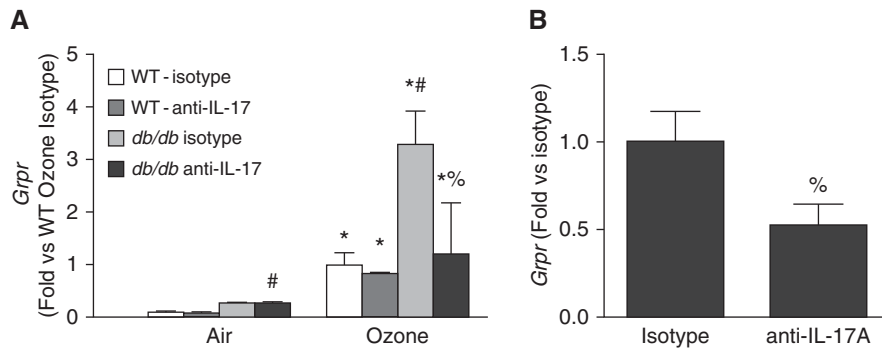 A
Grpr
(Fold vs WT Ozone Isotype)
5
4
3
2
1
0
WT - isotype
WT - anti-IL-17
db/db isotype
db/db anti-IL-17
#
*
*
*#
*%
Air
Ozone
B
Grpr (Fold vs isotype)
1.5
1.0
0.5
0.0
%
Isotype
anti-IL-17A